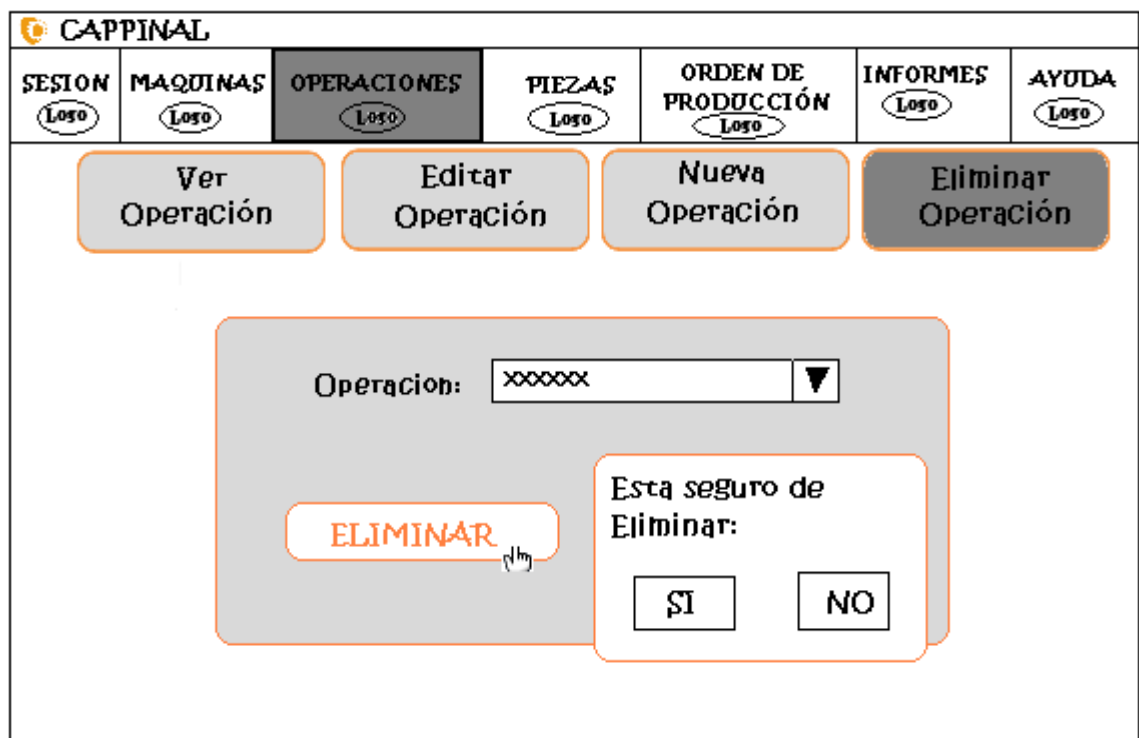 CAPPINAL
SESION
Logo
MAQUINAS
Logo
OPERACIONES
Logo
PIEZAS
Logo
ORDEN DE
PRODUCCIÓN
Logo
INFORMES
Logo
AYUDA
Logo
Ver
Operación
Editar
Operación
Nueva
Operación
Eliminar
Operación
Operacion: xxxxxx
ELIMINAR
Esta seguro de
Eliminar:
SI NO